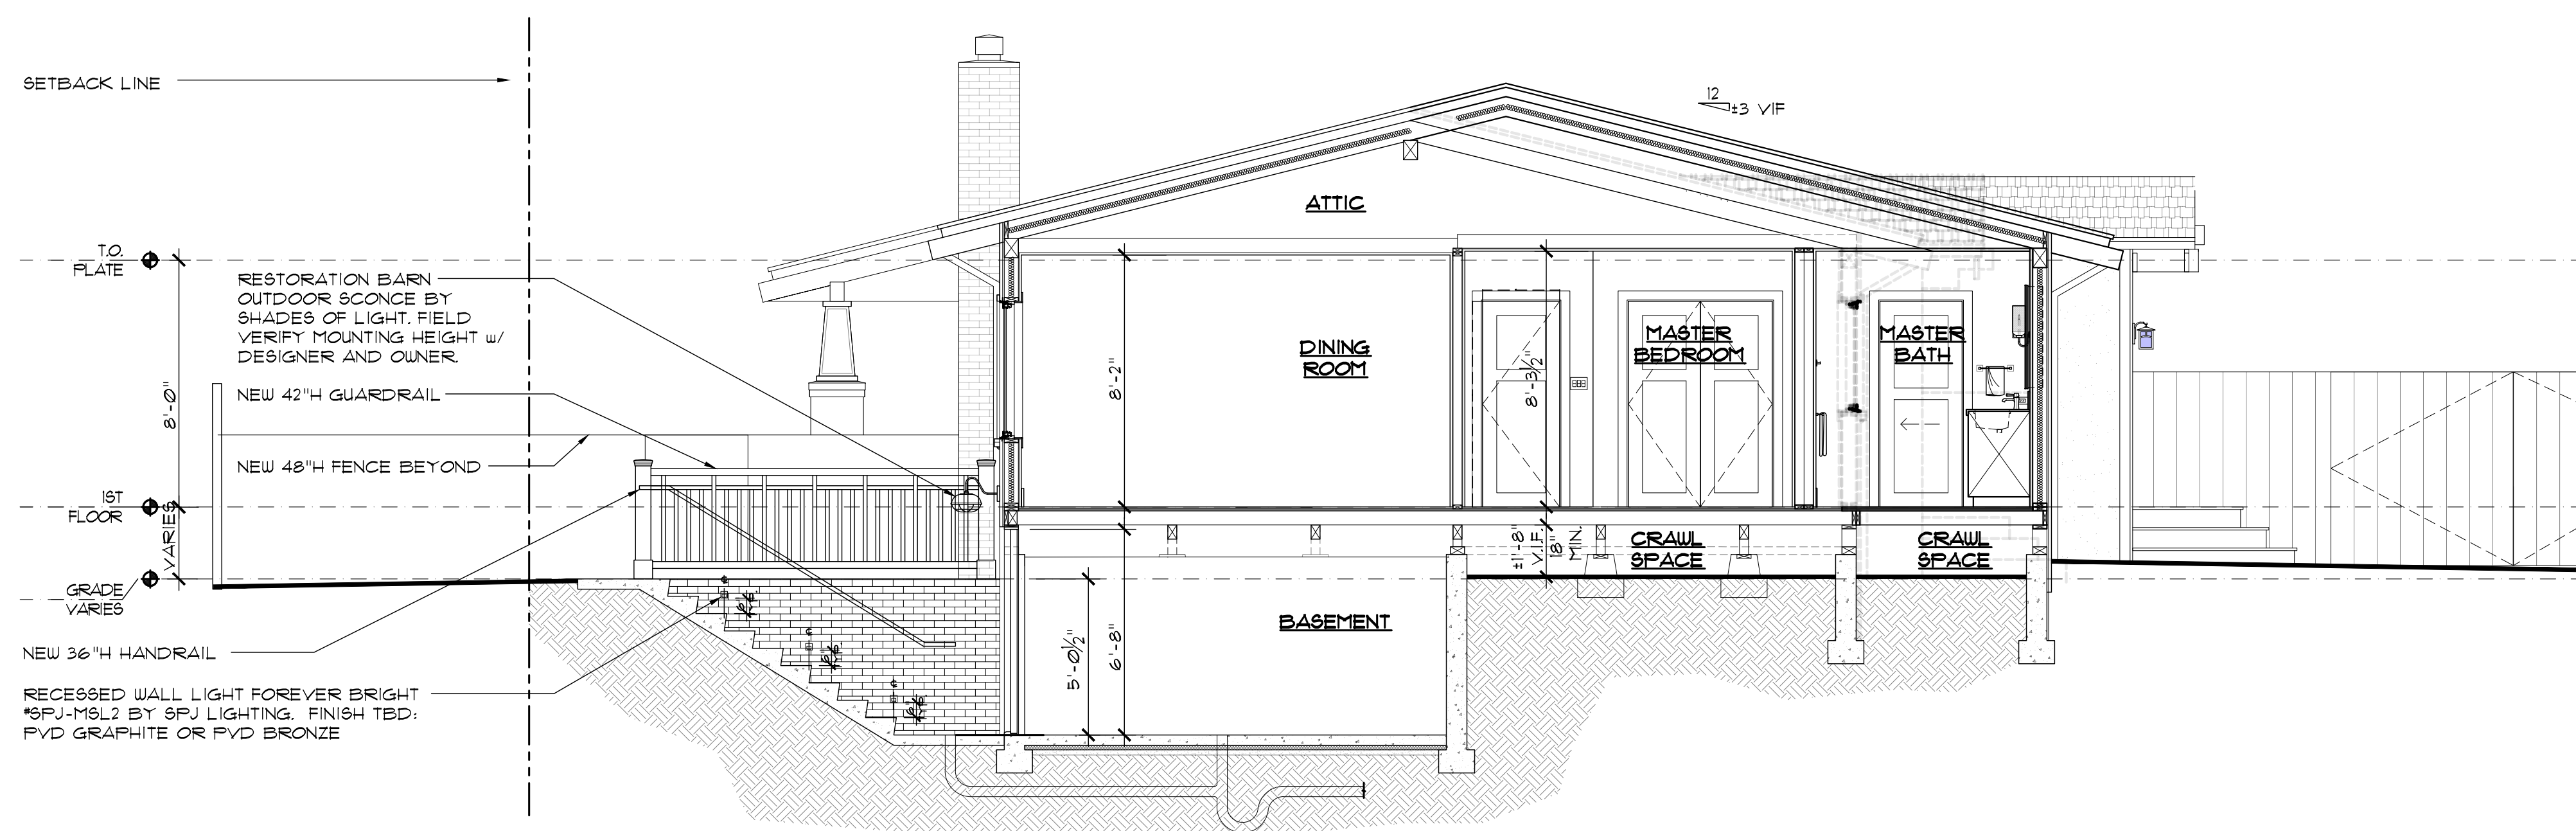 SETBACK LINE
12
±3 VIF
ATTIC
T.O.
PLATE
8'-0"
RESTORATION BARN
OUTDOOR SCONCE BY
SHADES OF LIGHT. FIELD
VERIFY MOUNTING HEIGHT W/
DESIGNER AND OWNER.
NEW 42"H GUARDRAIL
NEW 48"H FENCE BEYOND
1ST
FLOOR
VARIES
GRADE
VARIES
NEW 36"H HANDRAIL
RECESSED WALL LIGHT FOREVER BRIGHT
#SPJ-MSL2 BY SPJ LIGHTING. FINISH TBD:
PVD GRAPHITE OR PVD BRONZE
6"
6"
6"
8'-2"
DINING
ROOM
8'-3½"
MASTER
BEDROOM
MASTER
BATH
±1'-8"
V.I.F.
18"
MIN.
CRAWL
SPACE
CRAWL
SPACE
5'-0½"
6'-8"
BASEMENT